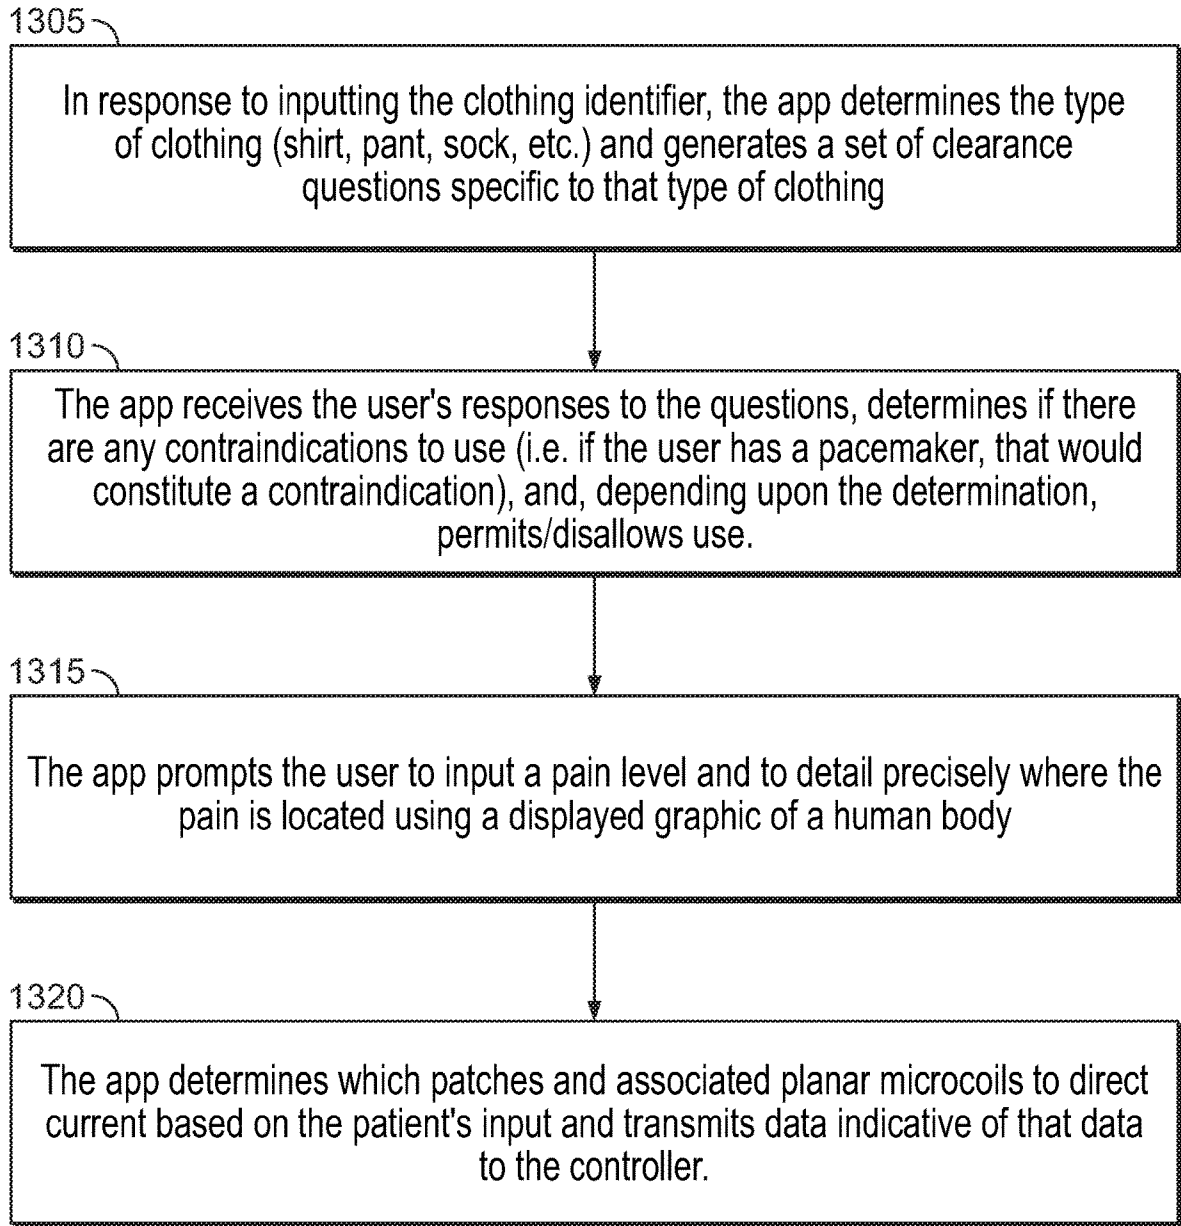 1305
In response to inputting the clothing identifier, the app determines the type
of clothing (shirt, pant, sock, etc.) and generates a set of clearance
questions specific to that type of clothing
1310
The app receives the user's responses to the questions, determines if there
are any contraindications to use (i.e. if the user has a pacemaker, that would
constitute a contraindication), and, depending upon the determination,
permits/disallows use.
1315
The app prompts the user to input a pain level and to detail precisely where the
pain is located using a displayed graphic of a human body
1320
The app determines which patches and associated planar microcoils to direct
current based on the patient's input and transmits data indicative of that data
to the controller.